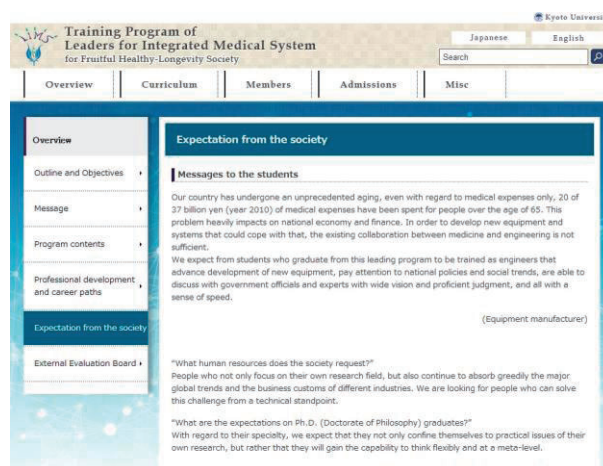 Kyoto Universi
Training Program of
Leaders for Integrated Medical System
for Fruitful Healthy-Longevity Society
Japanese
English
Search
Overview
Curriculum
Members
Admissions
Misc
Overview
Outline and Objectives
Message
Program contents
Professional development
and career paths
Expectation from the society
External Evaluation Board
Expectation from the society
Messages to the students
Our country has undergone an unprecedented aging, even with regard to medical expenses only, 20 of
37 billion yen (year 2010) of medical expenses have been spent for people over the age of 65. This
problem heavily impacts on national economy and finance. In order to develop new equipment and
systems that could cope with that, the existing collaboration between medicine and engineering is not
sufficient.
We expect from students who graduate from this leading program to be trained as engineers that
advance development of new equipment, pay attention to national policies and social trends, are able to
discuss with government officials and experts with wide vision and proficient judgment, and all with a
sense of speed.
(Equipment manufacturer)
"What human resources does the society request?"
People who not only focus on their own research field, but also continue to absorb greedily the major
global trends and the business customs of different industries. We are looking for people who can solve
this challenge from a technical standpoint.
"What are the expectations on Ph.D. (Doctorate of Philosophy) graduates?"
With regard to their specialty, we expect that they not only confine themselves to practical issues of their
own research, but rather that they will gain the capability to think flexibly and at a meta-level.